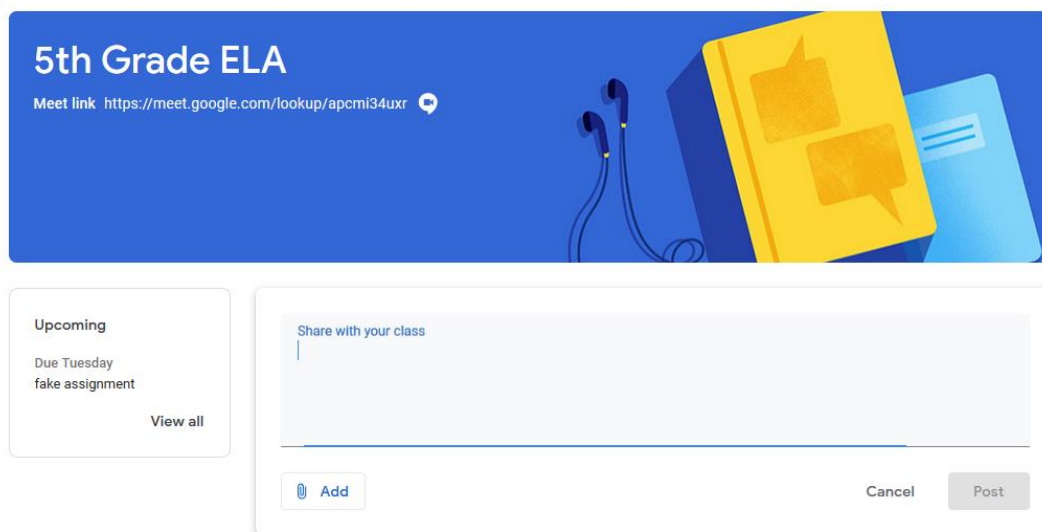 5th Grade ELA
Meet link https://meet.google.com/lookup/apcmi34uxr
Upcoming
Due Tuesday
fake assignment
View all
Share with your class
Add
Cancel
Post